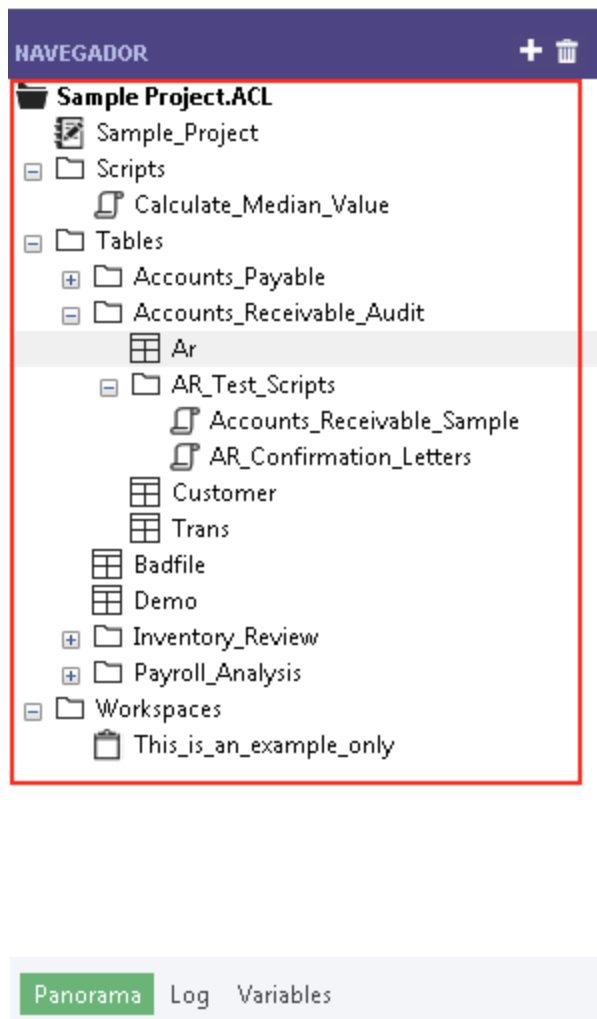 NAVEGADOR
Sample Project.ACL
Sample_Project
Scripts
Calculate_Median_Value
Tables
Accounts_Payable
Accounts_Receivable_Audit
Ar
AR_Test_Scripts
Accounts_Receivable_Sample
AR_Confirmation_Letters
Customer
Trans
Badfile
Demo
Inventory_Review
Payroll_Analysis
Workspaces
This_is_an_example_only
Panorama Log Variables